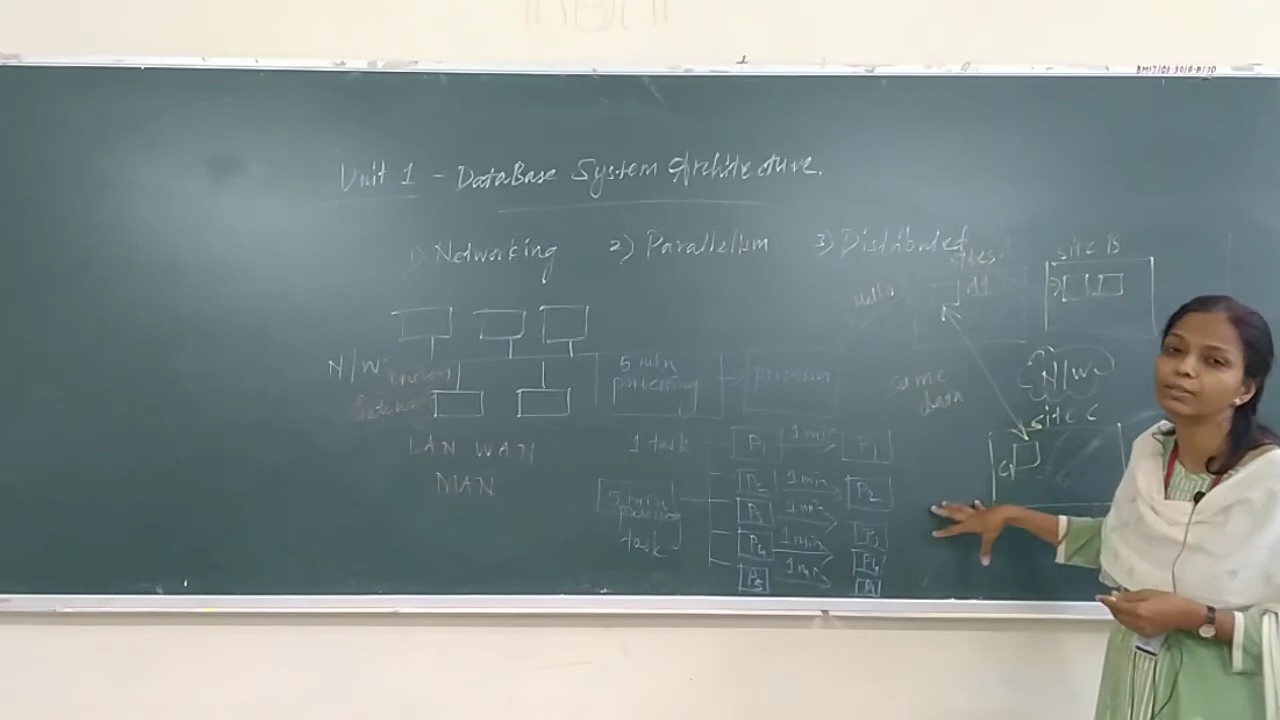 Unit 1 - DataBase System Architecture.
1) Networking 2) Parallelism 3) Distributed
site B
N/W
N/W
5 min
processing
processor
same
data
site C
C1
LAN WAN
MAN
1 task
P1 1 min P1
P2 1 min P2
P3 1 min P3
P4 1 min P4
P5 1 min
5 min
task